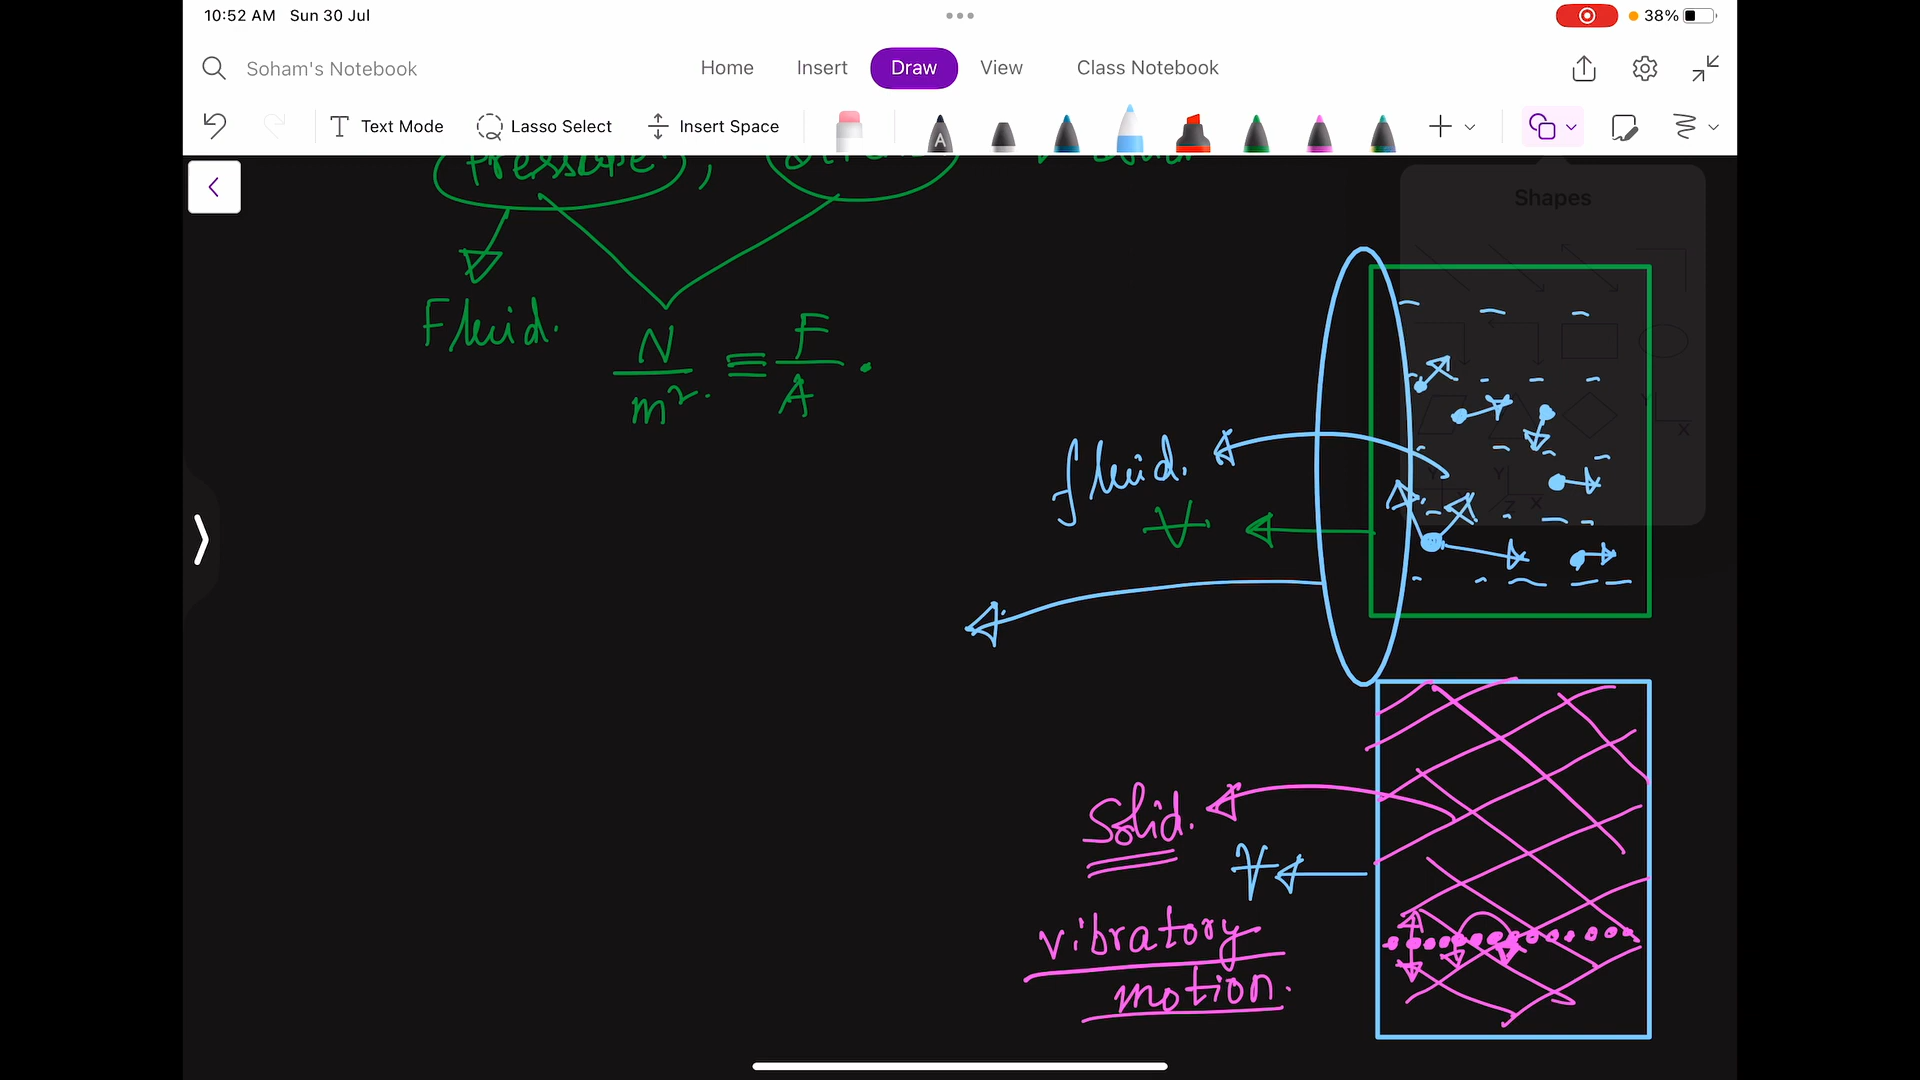 10:52 AM Sun 30 Jul
38%
Soham's Notebook
Home Insert Draw View Class Notebook
Text Mode Lasso Select Insert Space
A
Pressure,
Shapes
Fluid.
N/m². ≡ F/A.
fluid.
V
Solid.
V
vibratory
motion.
X
Y
X
Z